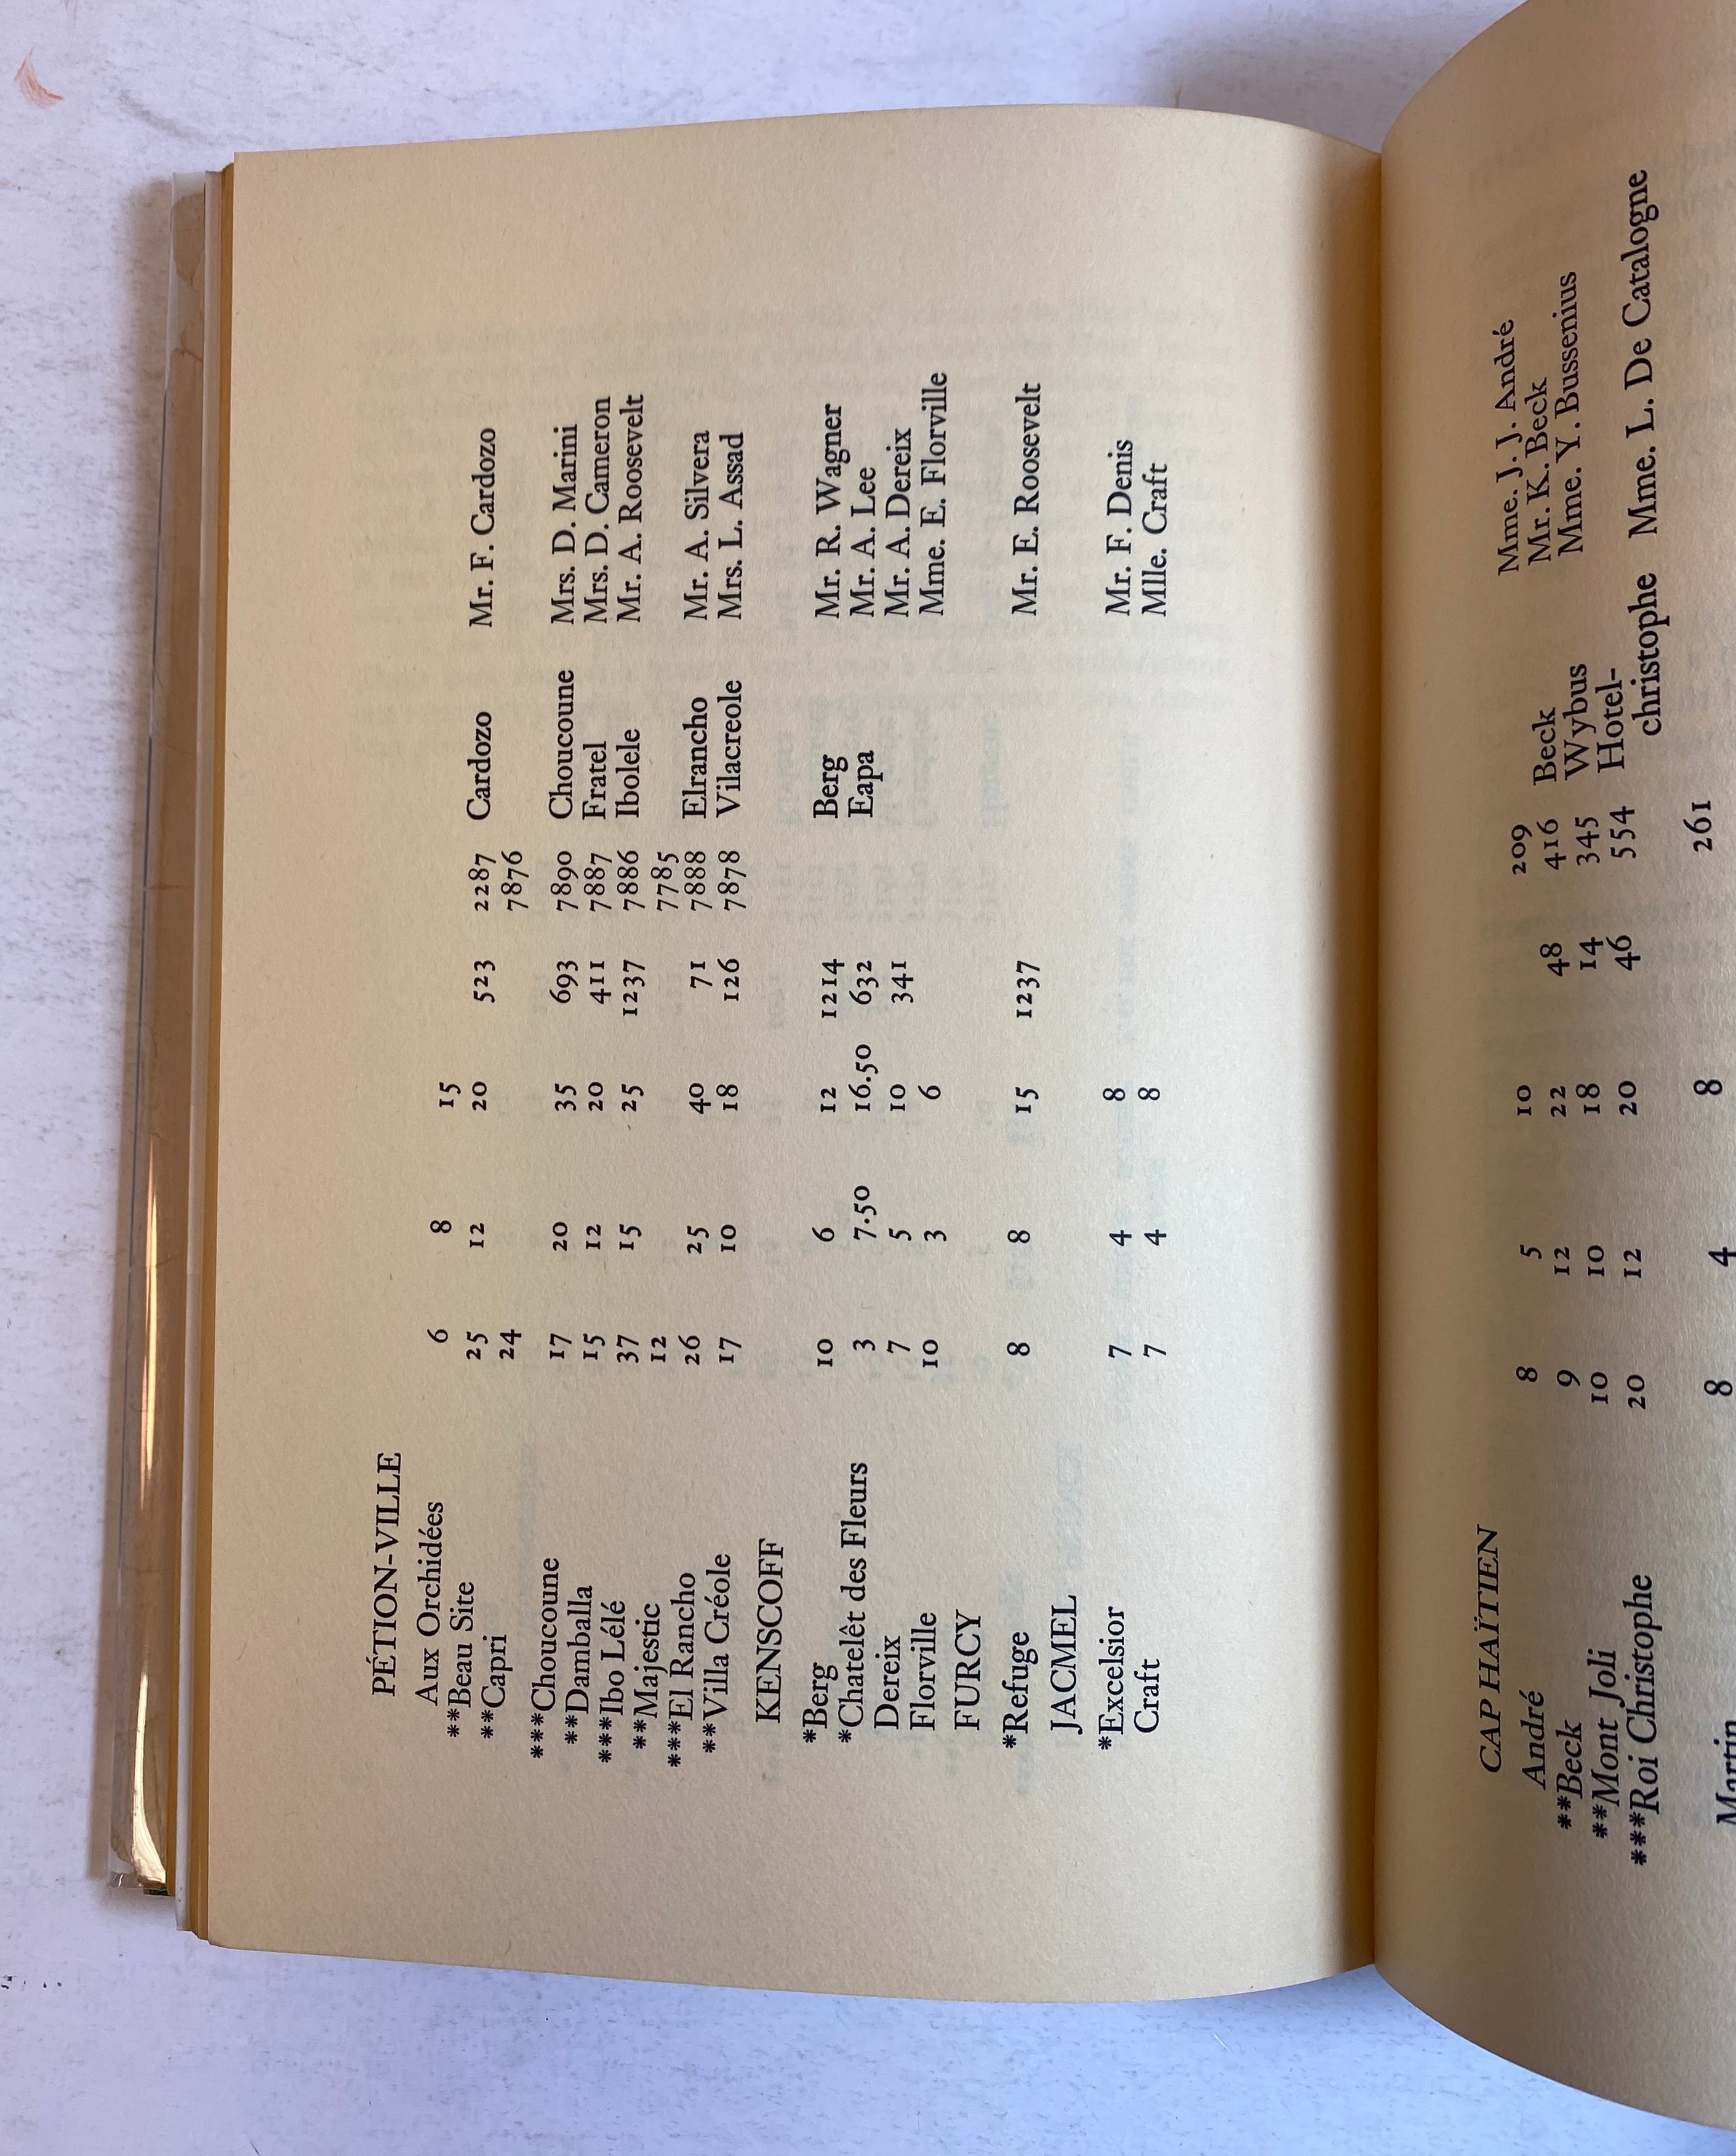 PÉTION-VILLE
Aux Orchidées 6 8 15
**Beau Site 25 12 20 523 2287 Cardozo Mr. F. Cardozo
**Capri 24 7876
***Choucoune 17 20 35 693 7890 Choucoune Mrs. D. Marini
**Damballa 15 12 20 411 7887 Fratel Mrs. D. Cameron
***Ibo Lélé 37 15 25 1237 7886 Ibolele Mr. A. Roosevelt
**Majestic 12 7785
***El Rancho 26 25 40 71 7888 Elrancho Mr. A. Silvera
**Villa Créole 17 10 18 126 7878 Vilacreole Mrs. L. Assad
KENSCOFF
*Berg 10 6 12 1214 Berg Mr. R. Wagner
*Chatelêt des Fleurs 3 7.50 16.50 632 Eapa Mr. A. Lee
Dereix 7 5 10 341 Mr. A. Dereix
Florville 10 3 6 Mme. E. Florville
FURCY
*Refuge 8 8 15 1237 Mr. E. Roosevelt
JACMEL
*Excelsior 7 4 8 Mr. F. Denis
Craft 7 4 8 Mlle. Craft
CAP HAÏTIEN
André 8 5 10 209 Mme. J. J. André
**Beck 9 12 22 48 416 Beck Mr. K. Beck
**Mont Joli 10 10 18 14 345 Wybus Mme. Y. Bussenius
***Roi Christophe 20 12 20 46 554 Hotel-
christophe Mme. L. De Catalogne
Martin 8 4 8 261